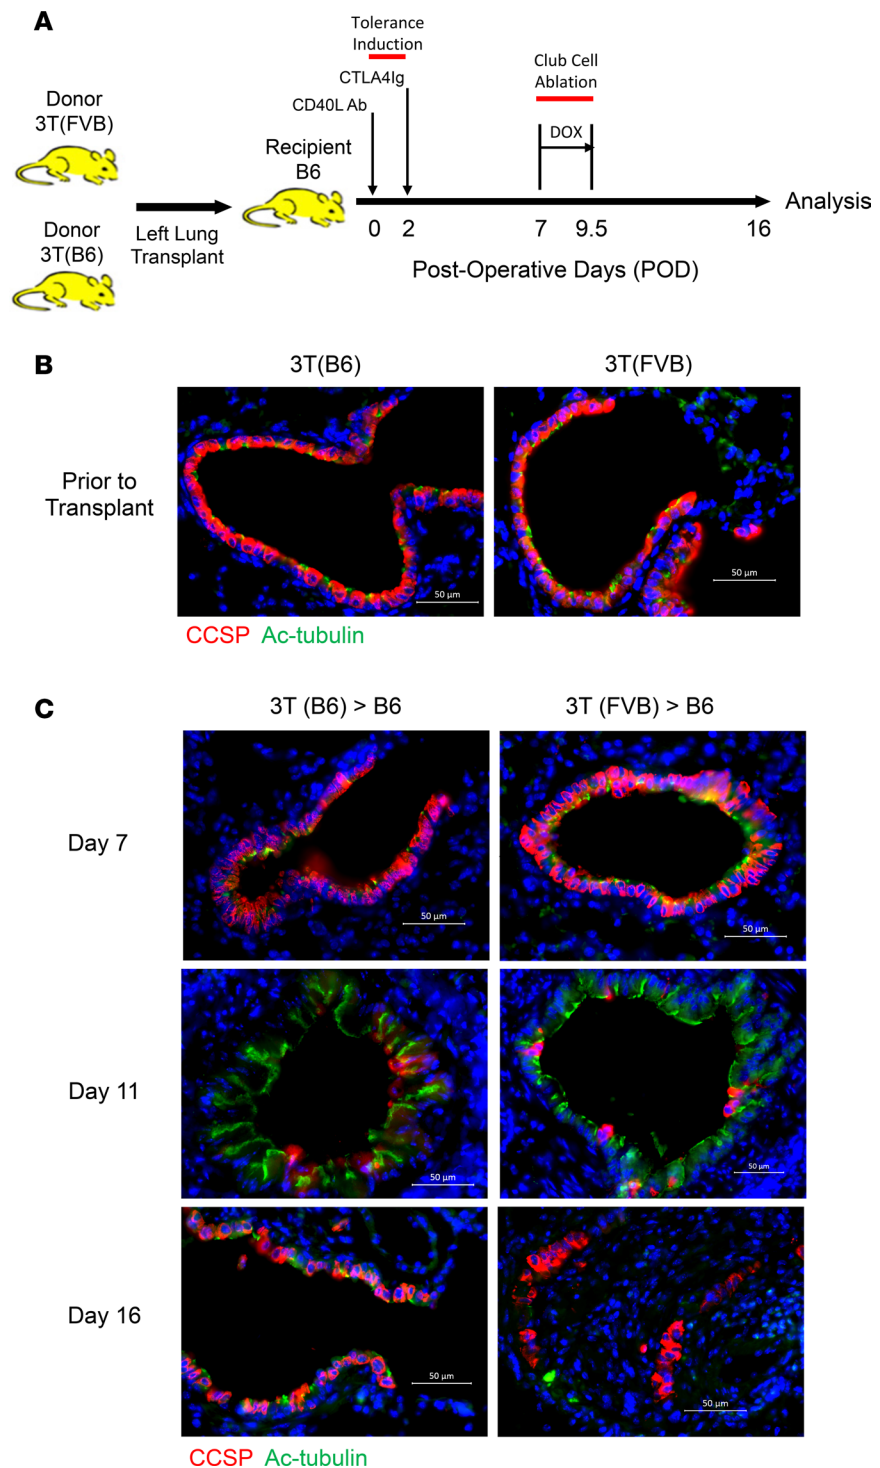 A
Donor
3T(FVB)
Donor
3T(B6)
Left Lung
Transplant
Recipient
B6
Tolerance
Induction
CTLA4Ig
CD40L Ab
Club Cell
Ablation
DOX
Analysis
0
2
7
9.5
16
Post-Operative Days (POD)
B
3T(B6)
3T(FVB)
Prior to
Transplant
50 µm
50 µm
CCSP Ac-tubulin
C
3T (B6) > B6
3T (FVB) > B6
Day 7
50 µm
50 µm
Day 11
50 µm
50 µm
Day 16
50 µm
50 µm
CCSP Ac-tubulin